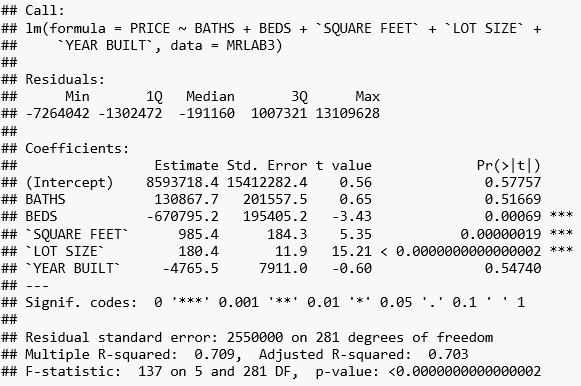 ## Call:
## lm(formula = PRICE ~ BATHS + BEDS + `SQUARE FEET` + `LOT SIZE` +
##     `YEAR BUILT`, data = MRLAB3)
##
## Residuals:
##      Min       1Q   Median       3Q      Max
## -7264042 -1302472  -191160  1007321 13109628
##
## Coefficients:
##                 Estimate Std. Error t value             Pr(>|t|)
## (Intercept)    8593718.4 15412282.4    0.56              0.57757
## BATHS           130867.7   201557.5    0.65              0.51669
## BEDS           -670795.2   195405.2   -3.43              0.00069 ***
## `SQUARE FEET`      985.4      184.3    5.35           0.00000019 ***
## `LOT SIZE`         180.4       11.9   15.21 < 0.0000000000000002 ***
## `YEAR BUILT`     -4765.5     7911.0   -0.60              0.54740
## ---
## Signif. codes:  0 '***' 0.001 '**' 0.01 '*' 0.05 '.' 0.1 ' ' 1
##
## Residual standard error: 2550000 on 281 degrees of freedom
## Multiple R-squared:  0.709,  Adjusted R-squared:  0.703
## F-statistic:  137 on 5 and 281 DF,  p-value: <0.0000000000000002